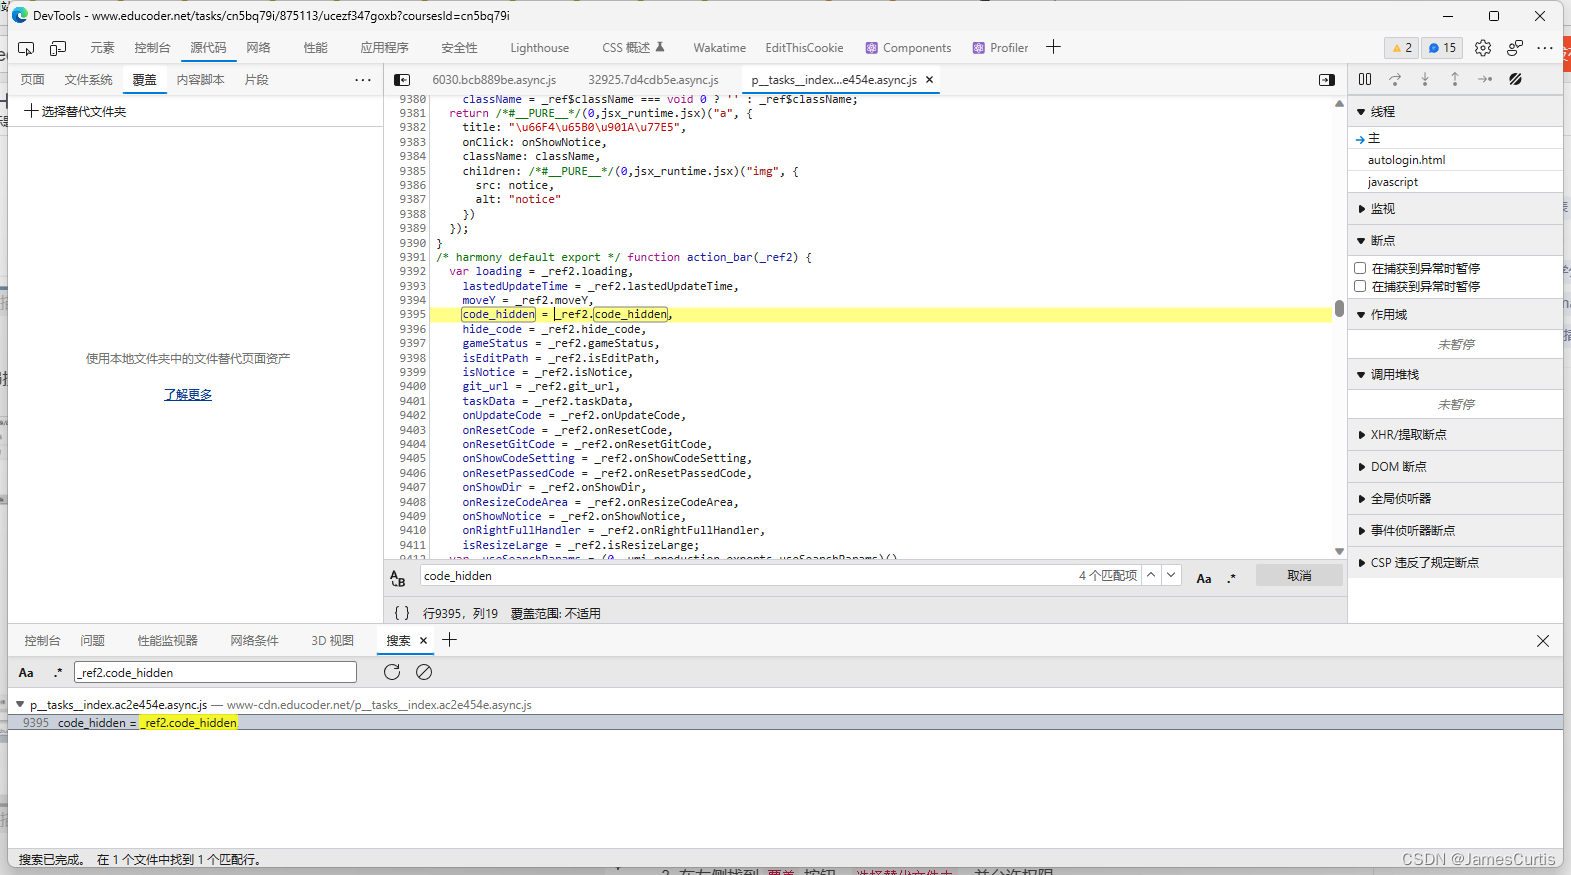 DevTools - www.educoder.net/tasks/cn5bq79i/875113/ucezf347goxb?coursesId=cn5bq79i
元素 控制台 源代码 网络 性能 应用程序 安全性 Lighthouse CSS 概述 Wakatime EditThisCookie Components Profiler 2 15
页面 文件系统 覆盖 内容脚本 片段
6030.bcb889be.async.js 32925.7d4cdb5e.async.js p__tasks__index...e454e.async.js
选择替代文件夹
使用本地文件夹中的文件替代页面资产
了解更多
9380 className = _ref$className === void 0 ? '' : _ref$className;
9381 return /*#__PURE__*/(0,jsx_runtime.jsx)("a", {
9382 title: "\u66F4\u65B0\u901A\u77E5",
9383 onClick: onShowNotice,
9384 className: className,
9385 children: /*#__PURE__*/(0,jsx_runtime.jsx)("img", {
9386 src: notice,
9387 alt: "notice"
9388 })
9389 });
9390 }
9391 /* harmony default export */ function action_bar(_ref2) {
9392 var loading = _ref2.loading,
9393 lastedUpdateTime = _ref2.lastedUpdateTime,
9394 moveY = _ref2.moveY,
9395 code_hidden = _ref2.code_hidden,
9396 hide_code = _ref2.hide_code,
9397 gameStatus = _ref2.gameStatus,
9398 isEditPath = _ref2.isEditPath,
9399 isNotice = _ref2.isNotice,
9400 git_url = _ref2.git_url,
9401 taskData = _ref2.taskData,
9402 onUpdateCode = _ref2.onUpdateCode,
9403 onResetCode = _ref2.onResetCode,
9404 onResetGitCode = _ref2.onResetGitCode,
9405 onShowCodeSetting = _ref2.onShowCodeSetting,
9406 onResetPassedCode = _ref2.onResetPassedCode,
9407 onShowDir = _ref2.onShowDir,
9408 onResizeCodeArea = _ref2.onResizeCodeArea,
9409 onShowNotice = _ref2.onShowNotice,
9410 onRightFullHandler = _ref2.onRightFullHandler,
9411 isResizeLarge = _ref2.isResizeLarge;
code_hidden 4 个匹配项 Aa .* 取消
{ } 行9395，列19 覆盖范围: 不适用
线程
主
autologin.html
javascript
监视
断点
在捕获到异常时暂停
在捕获到异常时暂停
作用域
未暂停
调用堆栈
未暂停
XHR/提取断点
DOM 断点
全局侦听器
事件侦听器断点
CSP 违反了规定断点
控制台 问题 性能监视器 网络条件 3D 视图 搜索
Aa .* _ref2.code_hidden
p__tasks__index.ac2e454e.async.js — www-cdn.educoder.net/p__tasks__index.ac2e454e.async.js
9395 code_hidden = _ref2.code_hidden,
搜索已完成。 在 1 个文件中找到 1 个匹配行。
CSDN @JamesCurtis